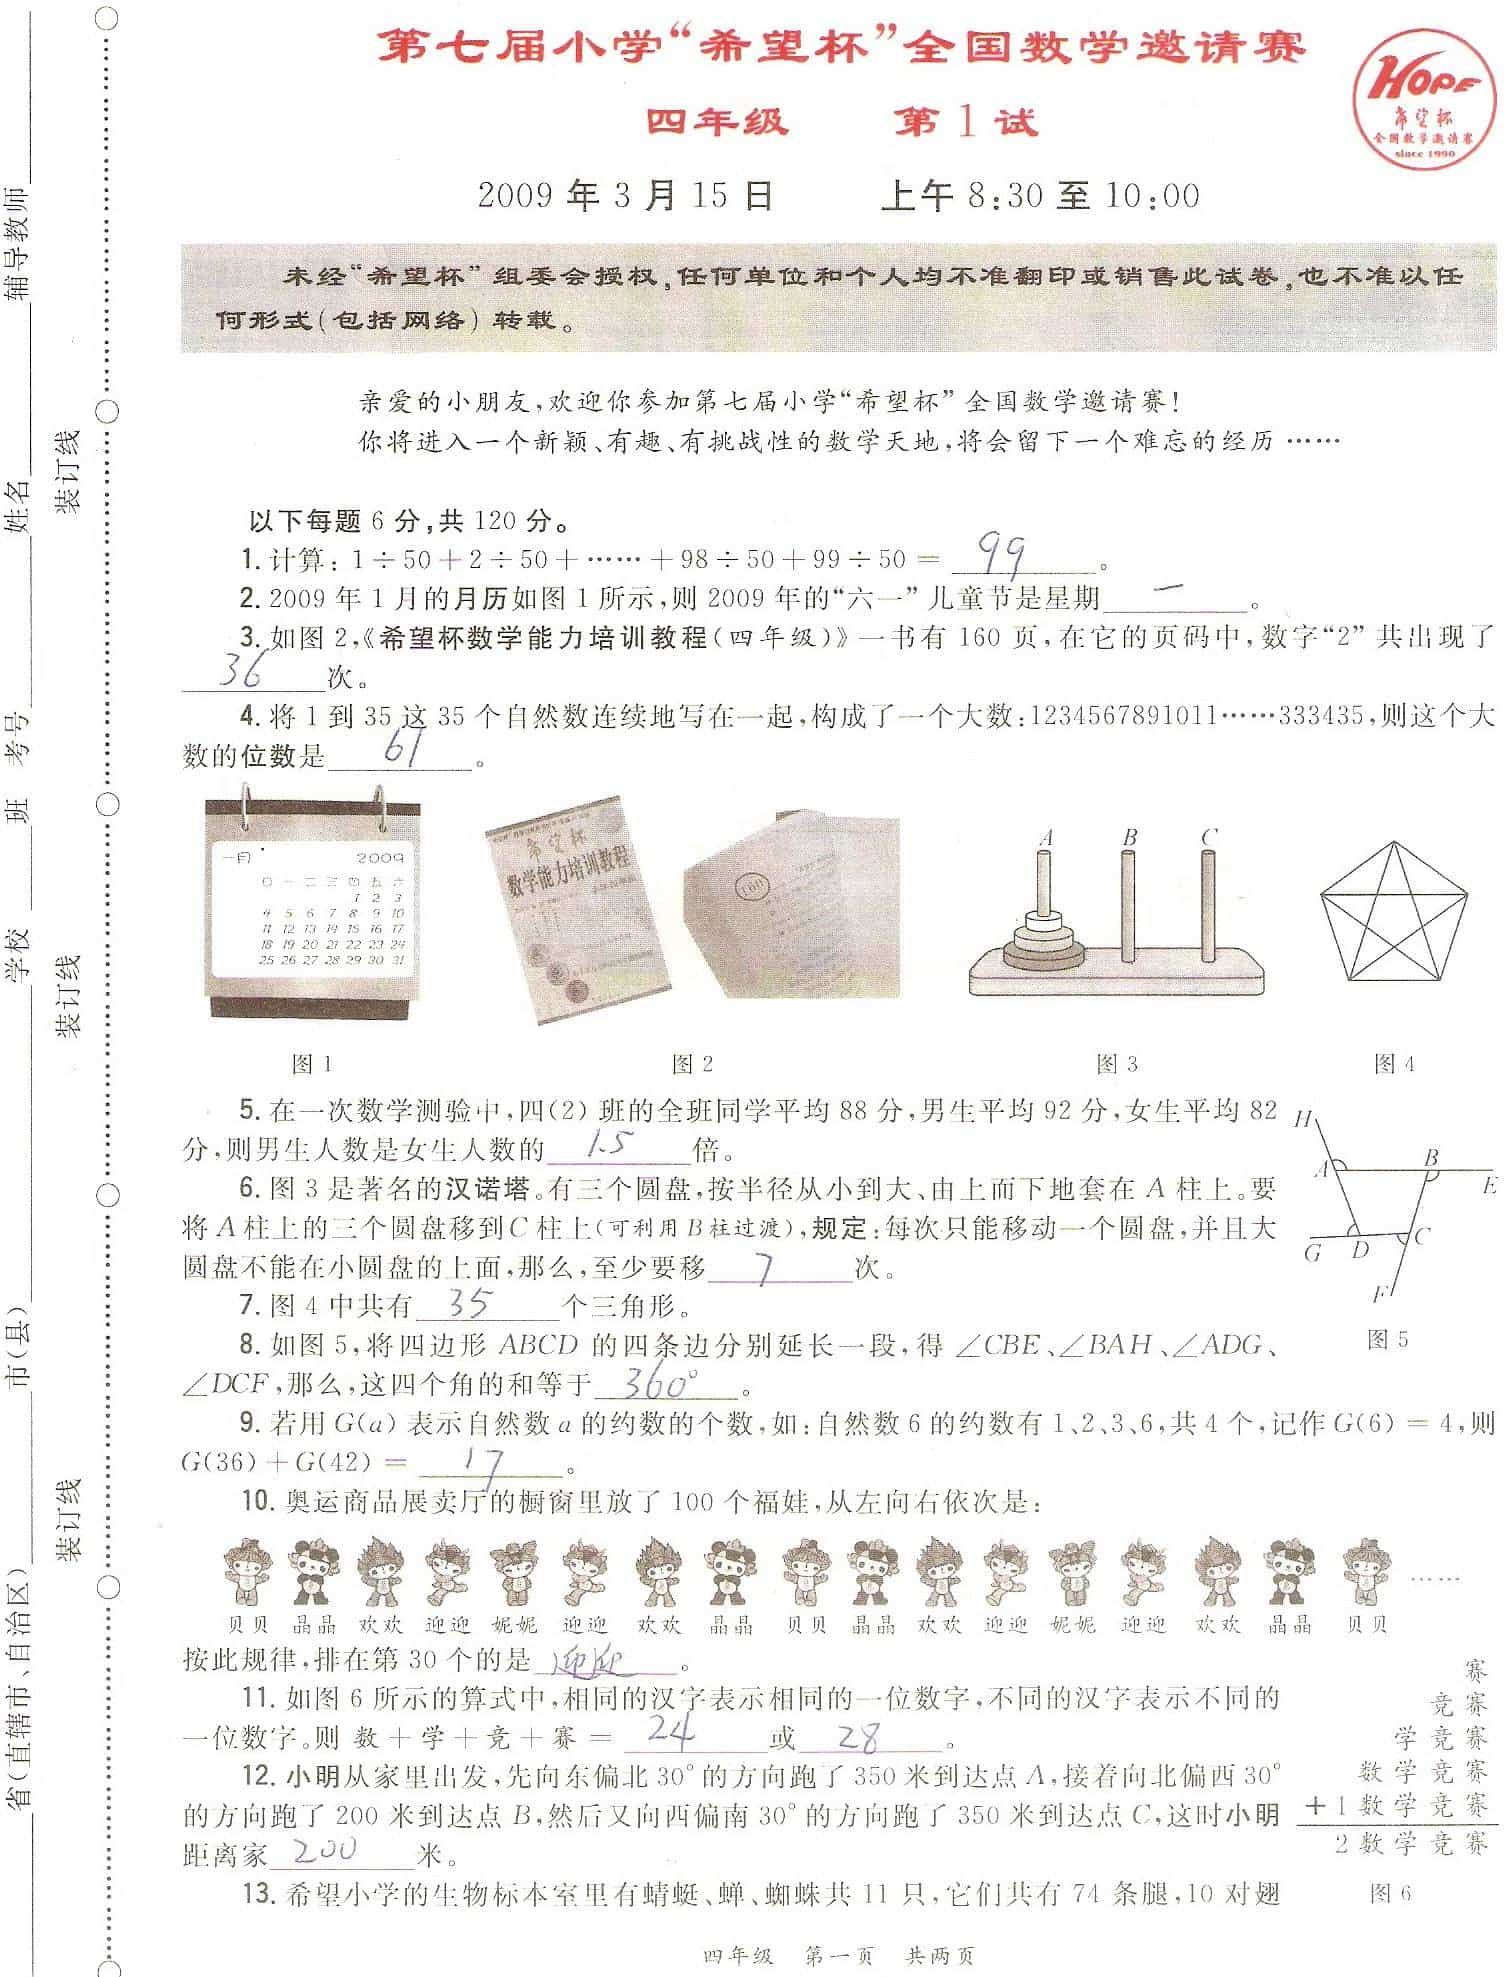 第七届小学“希望杯”全国数学邀请赛
四年级 第1试
HOPE
希望杯
全国数学邀请赛
since 1990
2009年3月15日 上午8:30至10:00
未经“希望杯”组委会授权,任何单位和个人均不准翻印或销售此试卷,也不准以任
何形式(包括网络)转载。
亲爱的小朋友,欢迎你参加第七届小学“希望杯”全国数学邀请赛!
你将进入一个新颖、有趣、有挑战性的数学天地,将会留下一个难忘的经历……
以下每题6分,共120分。
1.计算:1÷50+2÷50+……+98÷50+99÷50= 99 。
2.2009年1月的月历如图1所示,则2009年的“六一”儿童节是星期 一 。
3.如图2,《希望杯数学能力培训教程(四年级)》一书有160页,在它的页码中,数字“2”共出现了
36 次。
4.将1到35这35个自然数连续地写在一起,构成了一个大数:1234567891011……333435,则这个大
数的位数是 61 。
一月 2009
日 一 二 三 四 五 六
1 2 3
4 5 6 7 8 9 10
11 12 13 14 15 16 17
18 19 20 21 22 23 24
25 26 27 28 29 30 31
希望杯
数学能力培训教程
160
A B C
图1 图2 图3 图4
5.在一次数学测验中,四(2)班的全班同学平均88分,男生平均92分,女生平均82
分,则男生人数是女生人数的 1.5 倍。
6.图3是著名的汉诺塔。有三个圆盘,按半径从小到大、由上而下地套在A柱上。要
将A柱上的三个圆盘移到C柱上(可利用B柱过渡),规定:每次只能移动一个圆盘,并且大
圆盘不能在小圆盘的上面,那么,至少要移 7 次。
7.图4中共有 35 个三角形。
8.如图5,将四边形ABCD的四条边分别延长一段,得∠CBE、∠BAH、∠ADG、
∠DCF,那么,这四个角的和等于 360° 。
H
A B
E
G D C
F
图5
9.若用G(a)表示自然数a的约数的个数,如:自然数6的约数有1、2、3、6,共4个,记作G(6)=4,则
G(36)+G(42)= 17 。
10.奥运商品展卖厅的橱窗里放了100个福娃,从左向右依次是:
……
贝贝 晶晶 欢欢 迎迎 妮妮 迎迎 欢欢 晶晶 贝贝 晶晶 欢欢 迎迎 妮妮 迎迎 欢欢 晶晶 贝贝
按此规律,排在第30个的是 迎迎 。
11.如图6所示的算式中,相同的汉字表示相同的一位数字,不同的汉字表示不同的
一位数字。则 数+学+竞+赛= 24 或 28 。
12.小明从家里出发,先向东偏北30°的方向跑了350米到达点A,接着向北偏西30°
的方向跑了200米到达点B,然后又向西偏南30°的方向跑了350米到达点C,这时小明
距离家 200 米。
13.希望小学的生物标本室里有蜻蜓、蝉、蜘蛛共11只,它们共有74条腿,10对翅
赛
竞赛
学竞赛
数学竞赛
+1数学竞赛
2数学竞赛
图6
四年级 第一页 共两页
省(直辖市、自治区) 市(县) 学校 班 考号 姓名 辅导教师
装订线 装订线 装订线